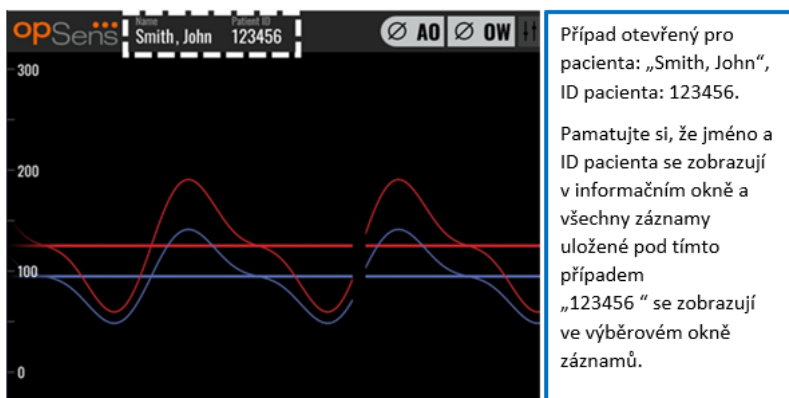 opSens
Name Patient ID
Smith, John 123456
Ø AO Ø OW
300
200
100
0
Případ otevřený pro
pacienta: „Smith, John“,
ID pacienta: 123456.
Pamatujte si, že jméno a
ID pacienta se zobrazují
v informačním okně a
všechny záznamy
uložené pod tímto
případem
„123456 “ se zobrazují
ve výběrovém okně
záznamů.